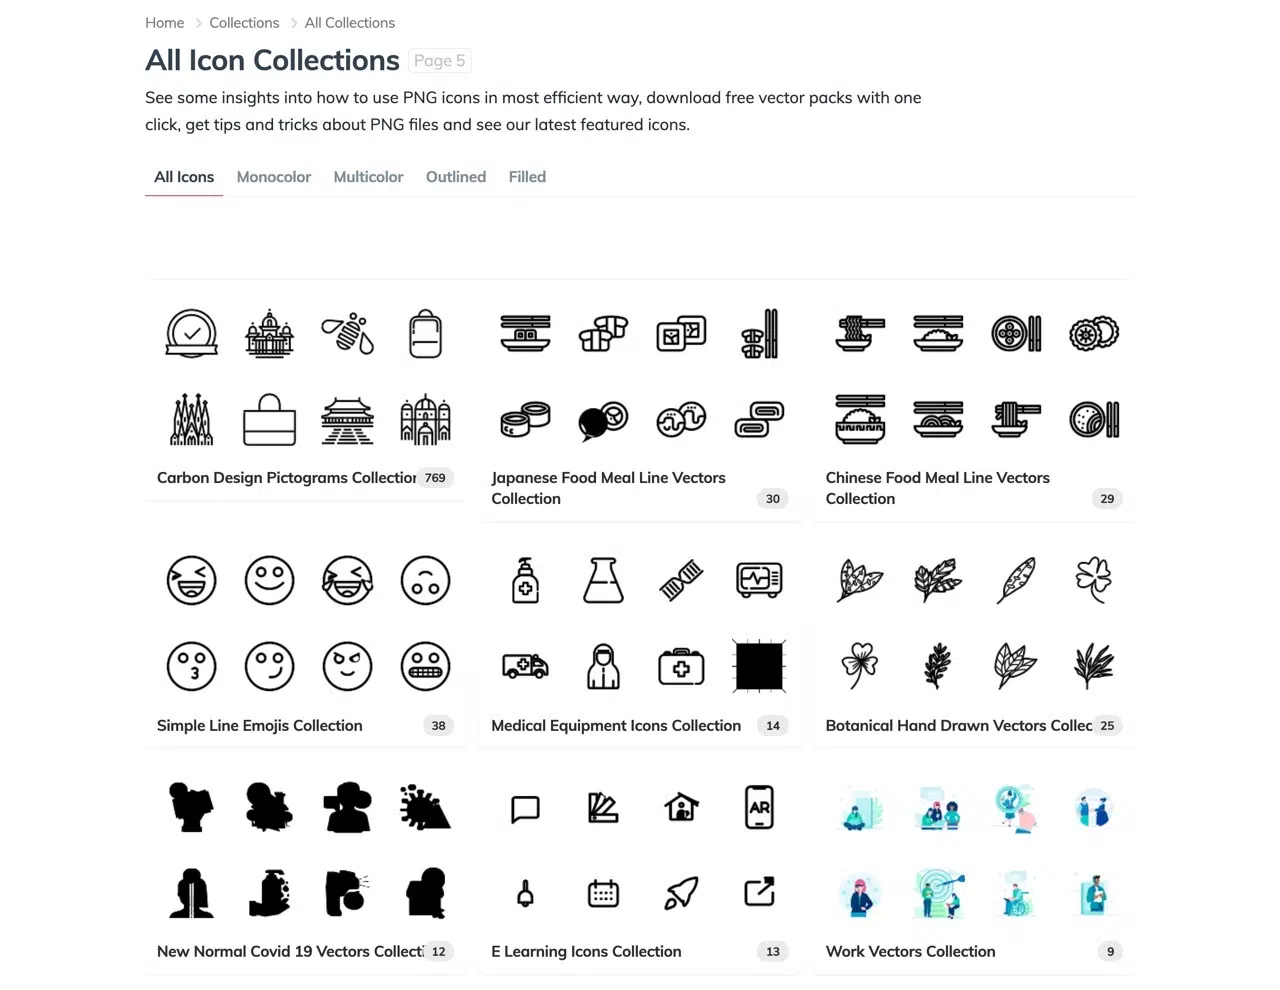 Home
Collections
All Collections
All Icon Collections
Page 5
See some insights into how to use PNG icons in most efficient way, download free vector packs with one
click, get tips and tricks about PNG files and see our latest featured icons.
All Icons
Monocolor
Multicolor
Outlined
Filled
Carbon Design Pictograms Collection
769
Japanese Food Meal Line Vectors
Collection
30
Chinese Food Meal Line Vectors
Collection
29
Simple Line Emojis Collection
38
Medical Equipment Icons Collection
14
Botanical Hand Drawn Vectors Collec
25
AR
New Normal Covid 19 Vectors Collecti
12
E Learning Icons Collection
13
Work Vectors Collection
9